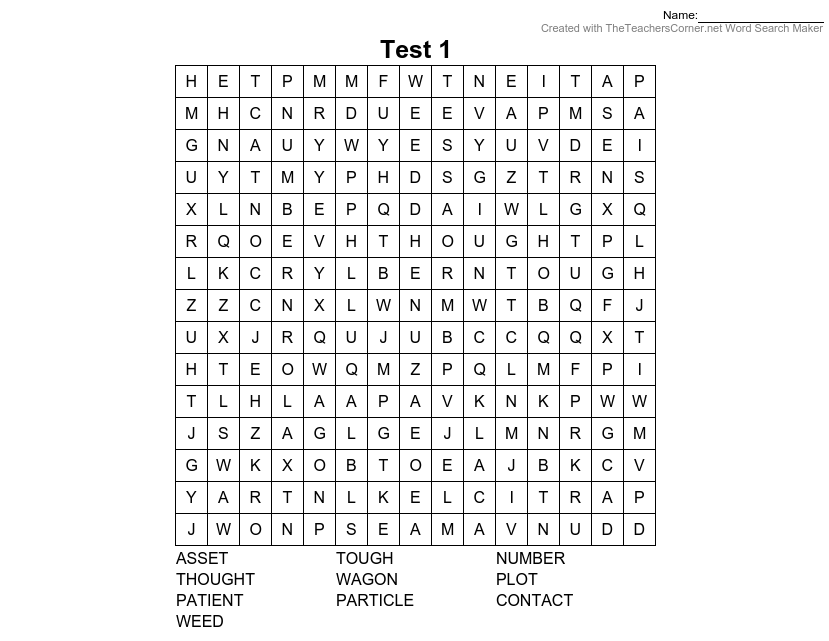 Name:
Created with TheTeachersCorner.net Word Search Maker
Test 1
H E T P M M F W T N E I T A P
M H C N R D U E E V A P M S A
G N A U Y W Y E S Y U V D E I
U Y T M Y P H D S G Z T R N S
X L N B E P Q D A I W L G X Q
R Q O E V H T H O U G H T P L
L K C R Y L B E R N T O U G H
Z Z C N X L W N M W T B Q F J
U X J R Q U J U B C C Q Q X T
H T E O W Q M Z P Q L M F P I
T L H L A A P A V K N K P W W
J S Z A G L G E J L M N R G M
G W K X O B T O E A J B K C V
Y A R T N L K E L C I T R A P
J W O N P S E A M A V N U D D
ASSET TOUGH NUMBER
THOUGHT WAGON PLOT
PATIENT PARTICLE CONTACT
WEED